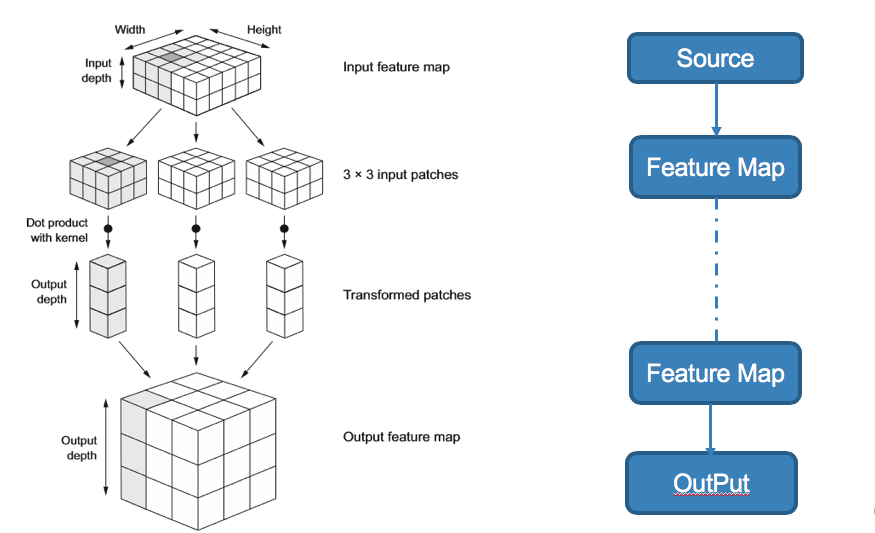 Width
Height
Input
depth
Input feature map
3 × 3 input patches
Dot product
with kernel
Output
depth
Transformed patches
Output
depth
Output feature map
Source
Feature Map
Feature Map
OutPut